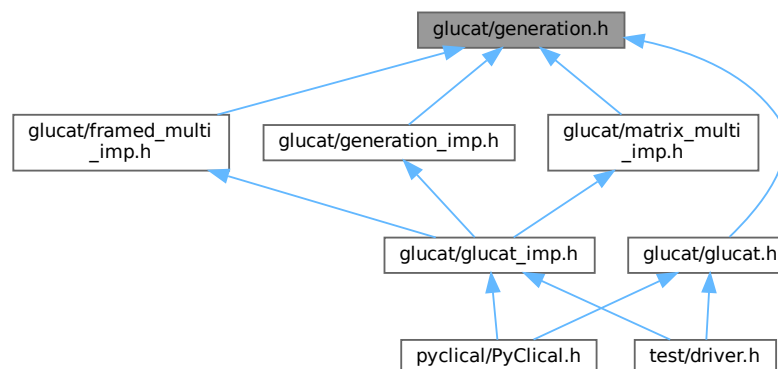 glucat/generation.h
glucat/framed_multi
_imp.h
glucat/generation_imp.h
glucat/matrix_multi
_imp.h
glucat/glucat_imp.h
glucat/glucat.h
pyclical/PyClical.h
test/driver.h